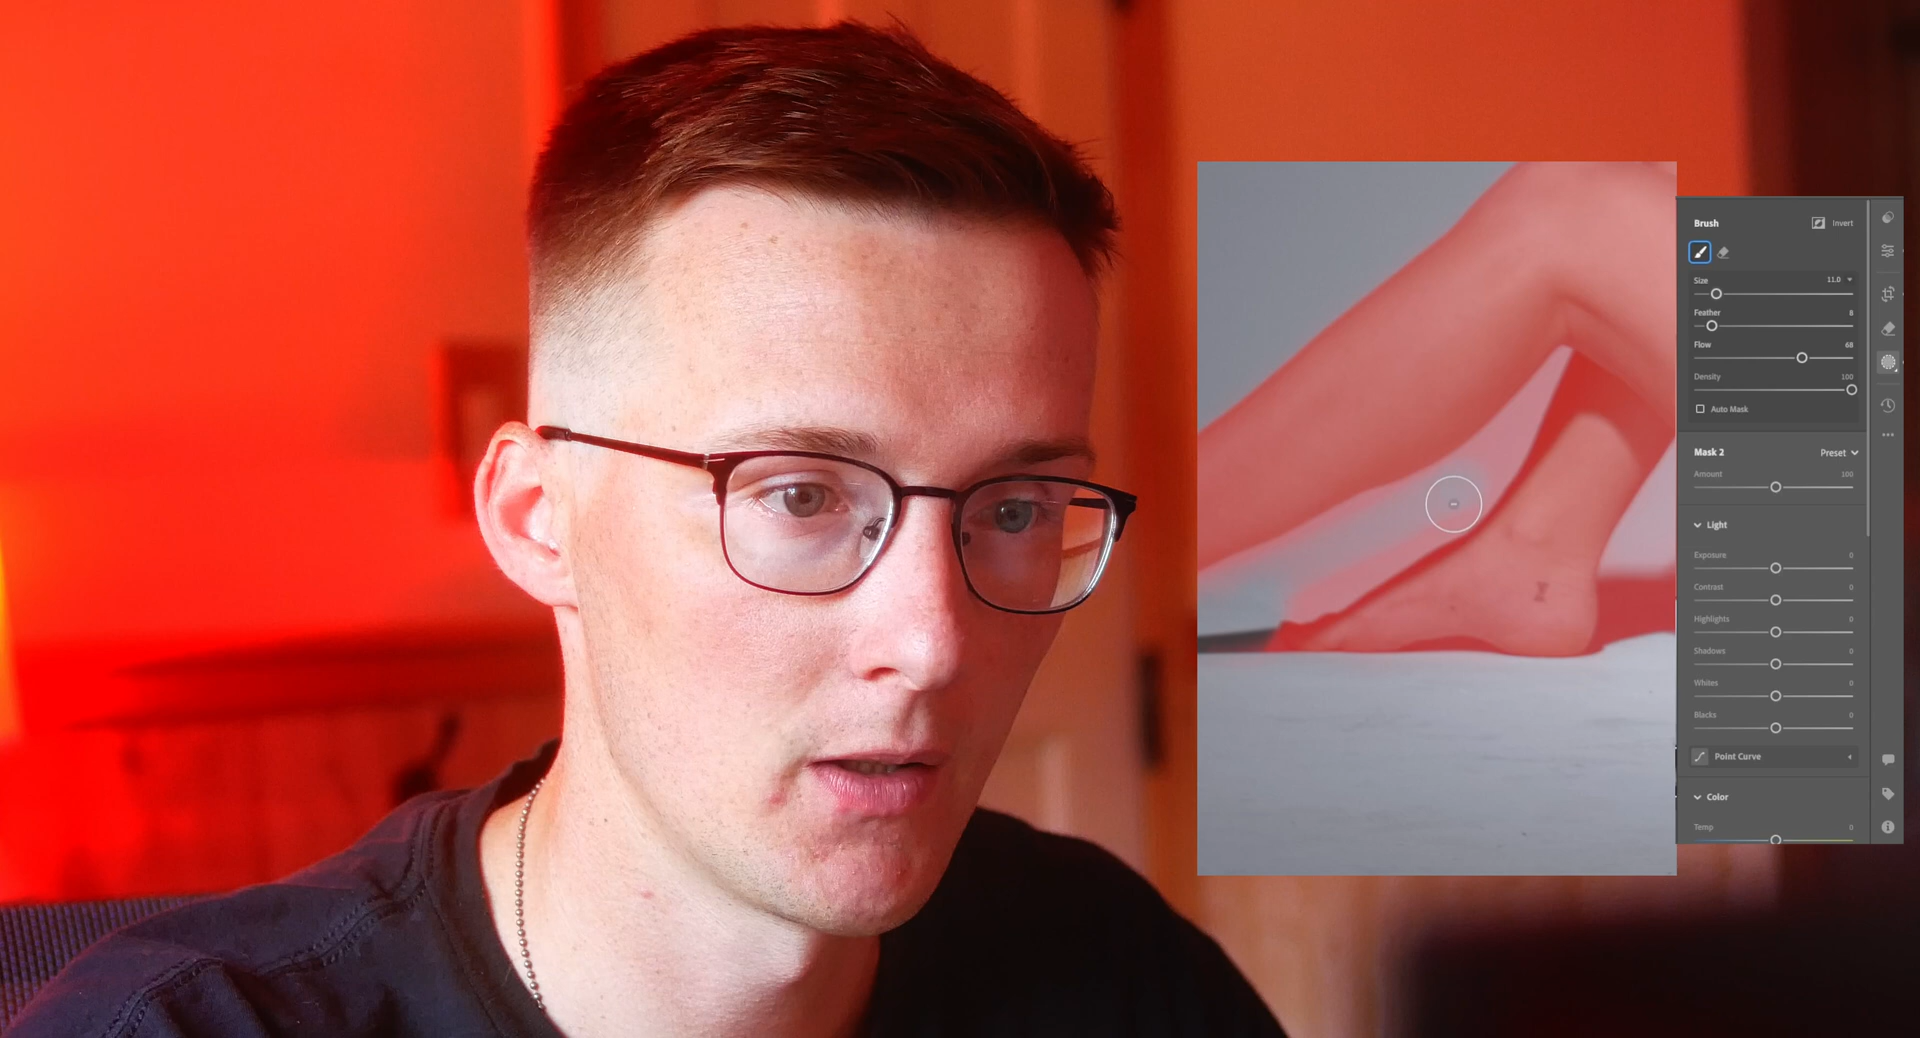 Brush Invert
Size 11.0
Feather 8
Flow 68
Density 100
Auto Mask
Mask 2 Preset
Amount 100
Light
Exposure 0
Contrast 0
Highlights 0
Shadows 0
Whites 0
Blacks 0
Point Curve
Color
Temp 0